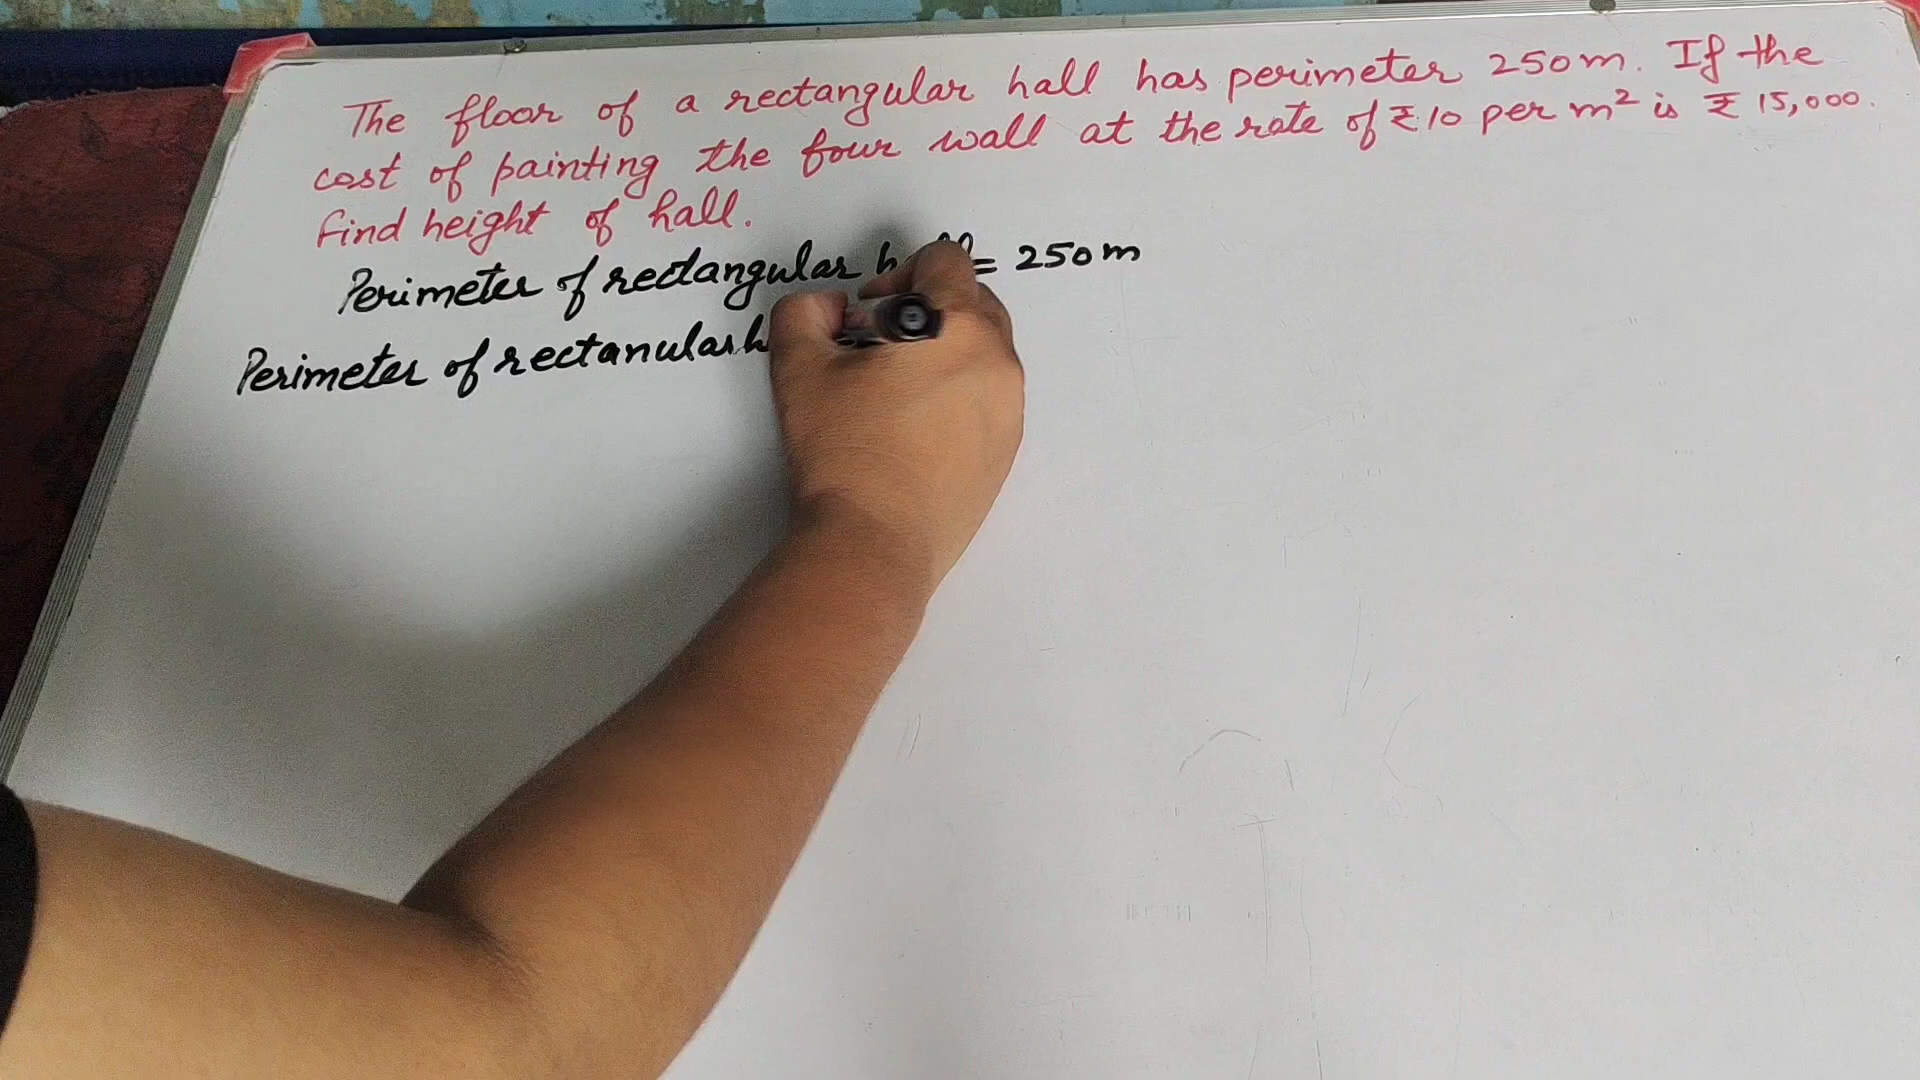 The floor of a rectangular hall has perimeter 250m. If the
cost of painting the four wall at the rate of ₹10 per m² is ₹ 15,000.
find height of hall.
Perimeter of rectangular = 250m
Perimeter of rectanular